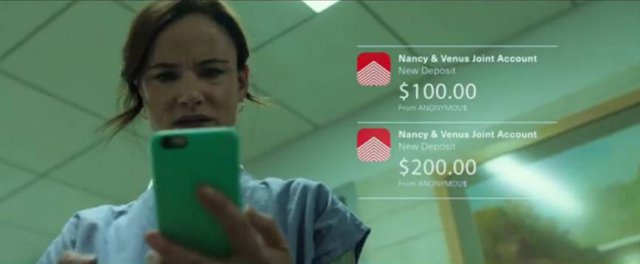 Nancy & Venus Joint Account
New Deposit
$100.00
From ANONYMOU$
Nancy & Venus Joint Account
New Deposit
$200.00
From ANONYMOU$